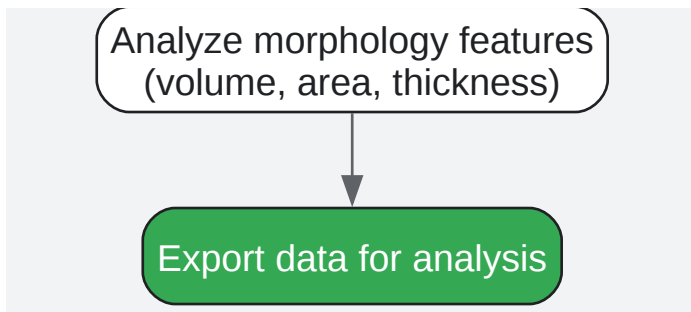 Analyze morphology features
(volume, area, thickness)
Export data for analysis